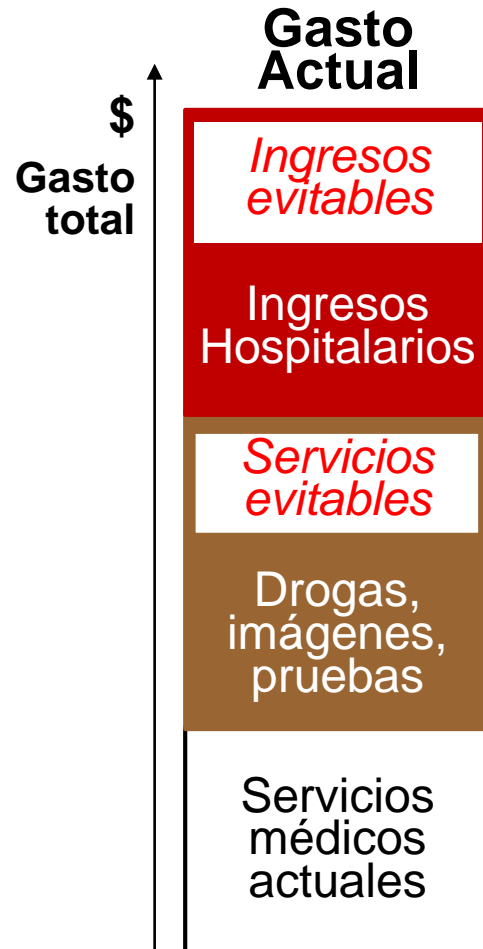 Gasto
Actual
$
Gasto
total
Ingresos
evitables
Ingresos
Hospitalarios
Servicios
evitables
Drogas,
imágenes,
pruebas
Servicios
médicos
actuales